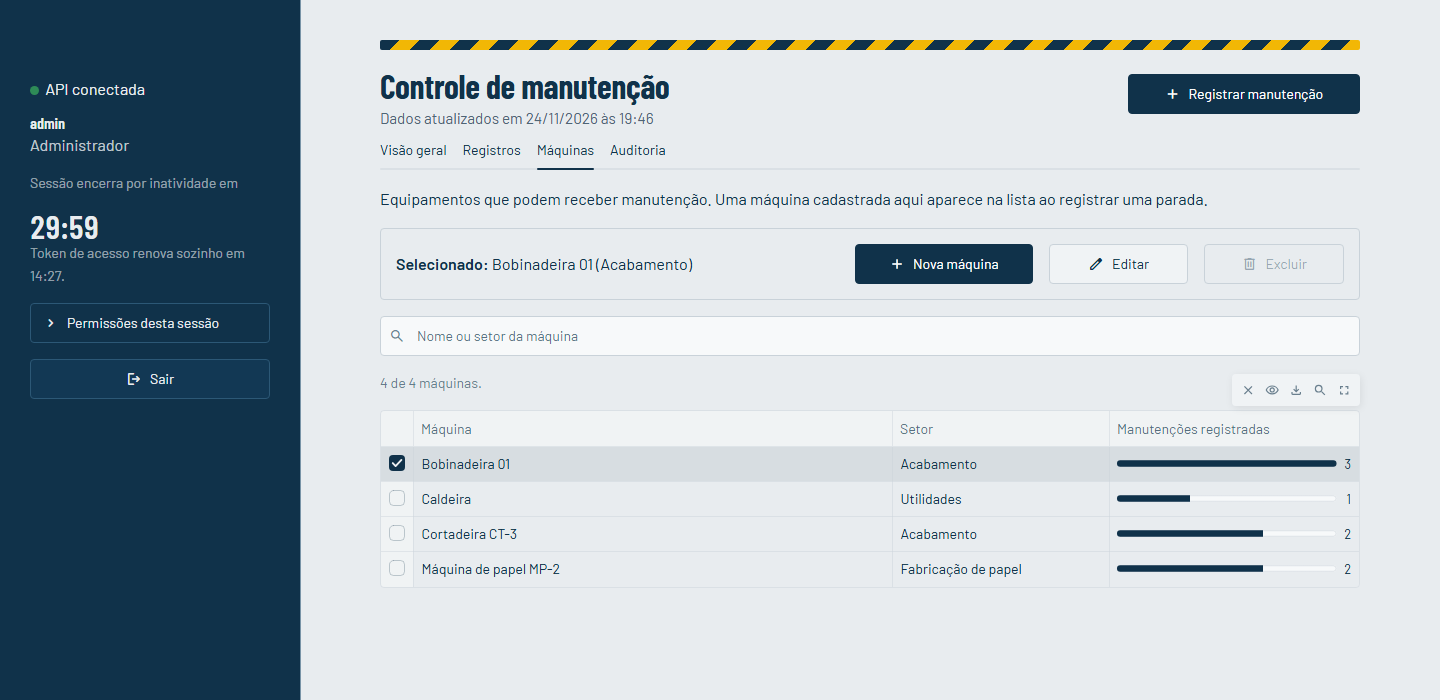 API conectada
admin
Administrador
Sessão encerra por inatividade em
29:59
Token de acesso renova sozinho em
14:27.
Permissões desta sessão
Sair
Controle de manutenção
Dados atualizados em 24/11/2026 às 19:46
Registrar manutenção
Visão geral Registros Máquinas Auditoria
Equipamentos que podem receber manutenção. Uma máquina cadastrada aqui aparece na lista ao registrar uma parada.
Selecionado: Bobinadeira 01 (Acabamento) Nova máquina Editar Excluir
Nome ou setor da máquina
4 de 4 máquinas.
Máquina Setor Manutenções registradas
Bobinadeira 01 Acabamento 3
Caldeira Utilidades 1
Cortadeira CT-3 Acabamento 2
Máquina de papel MP-2 Fabricação de papel 2